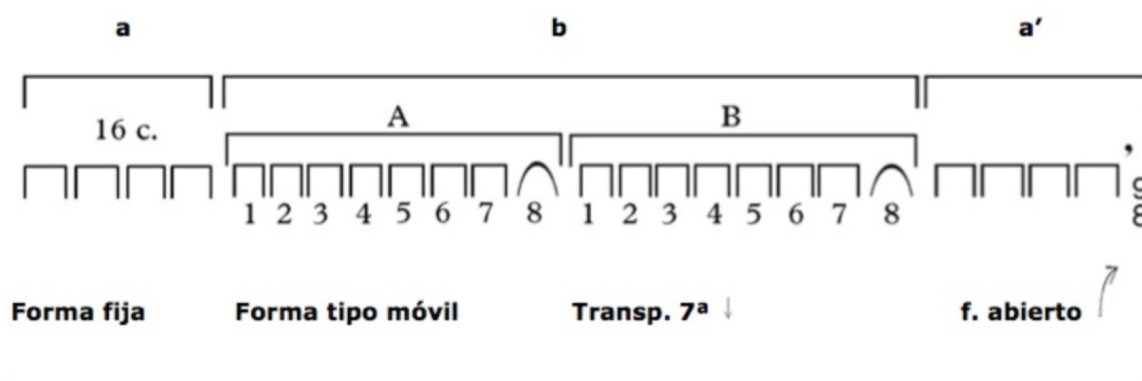 a b a′
16 c. A B ,
1 2 3 4 5 6 7 8 1 2 3 4 5 6 7 8
Forma fija Forma tipo móvil Transp. 7ª ↓ f. abierto